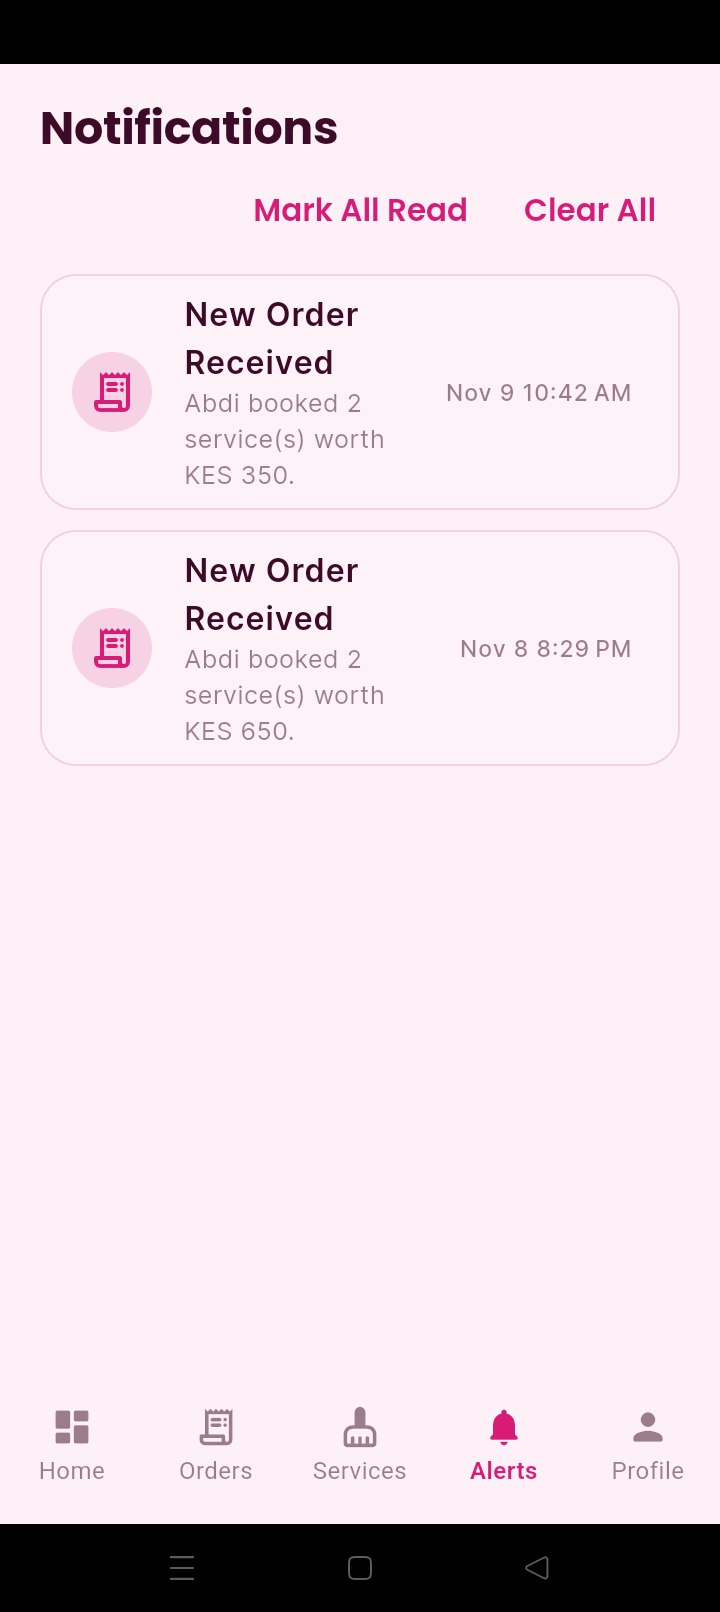 Notifications
Mark All Read Clear All
New Order
Received
Abdi booked 2
service(s) worth
KES 350.
Nov 9 10:42 AM
New Order
Received
Abdi booked 2
service(s) worth
KES 650.
Nov 8 8:29 PM
Home Orders Services Alerts Profile